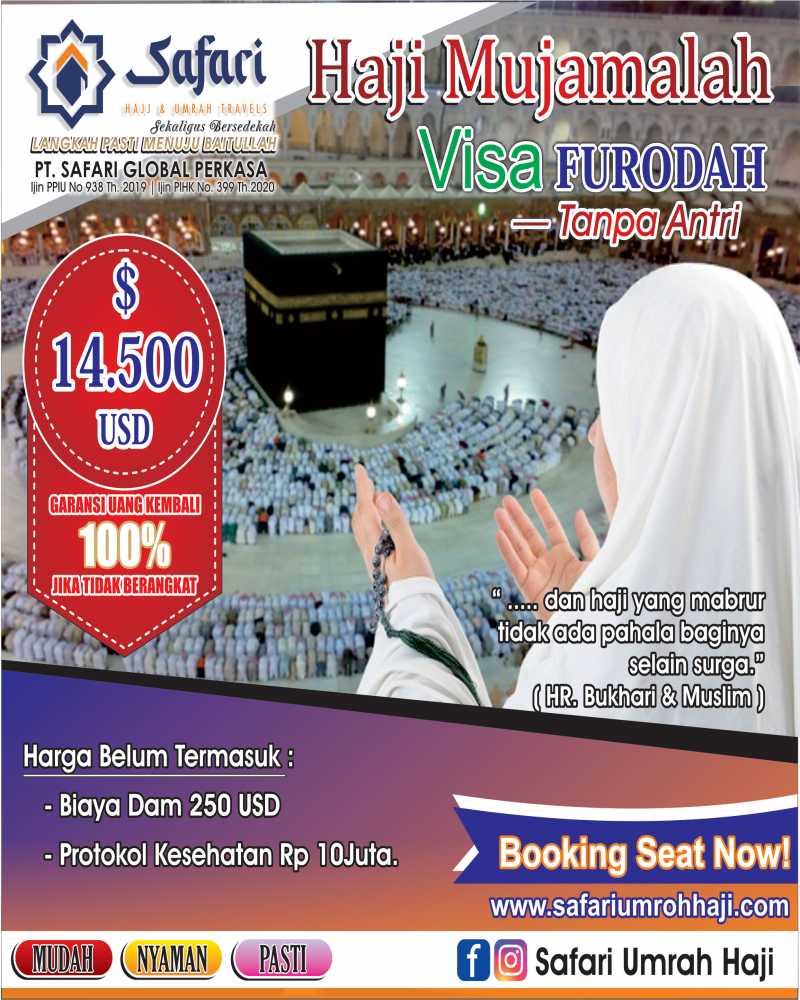 Safari
HAJJ & UMRAH TRAVELS
Sekaligus Bersedekah
LANGKAH PASTI MENUJU BAITULLAH
PT. SAFARI GLOBAL PERKASA
Ijin PPIU No 938 Th. 2019 | Ijin PIHK No. 399 Th.2020
Haji Mujamalah
Visa FURODAH
— Tanpa Antri
$
14.500
USD
GARANSI UANG KEMBALI
100%
JIKA TIDAK BERANGKAT
“ ..... dan haji yang mabrur
tidak ada pahala baginya
selain surga.”
( HR. Bukhari & Muslim )
Harga Belum Termasuk :
- Biaya Dam 250 USD
- Protokol Kesehatan Rp 10Juta.
Booking Seat Now!
www.safariumrohhaji.com
MUDAH NYAMAN PASTI
f Safari Umrah Haji